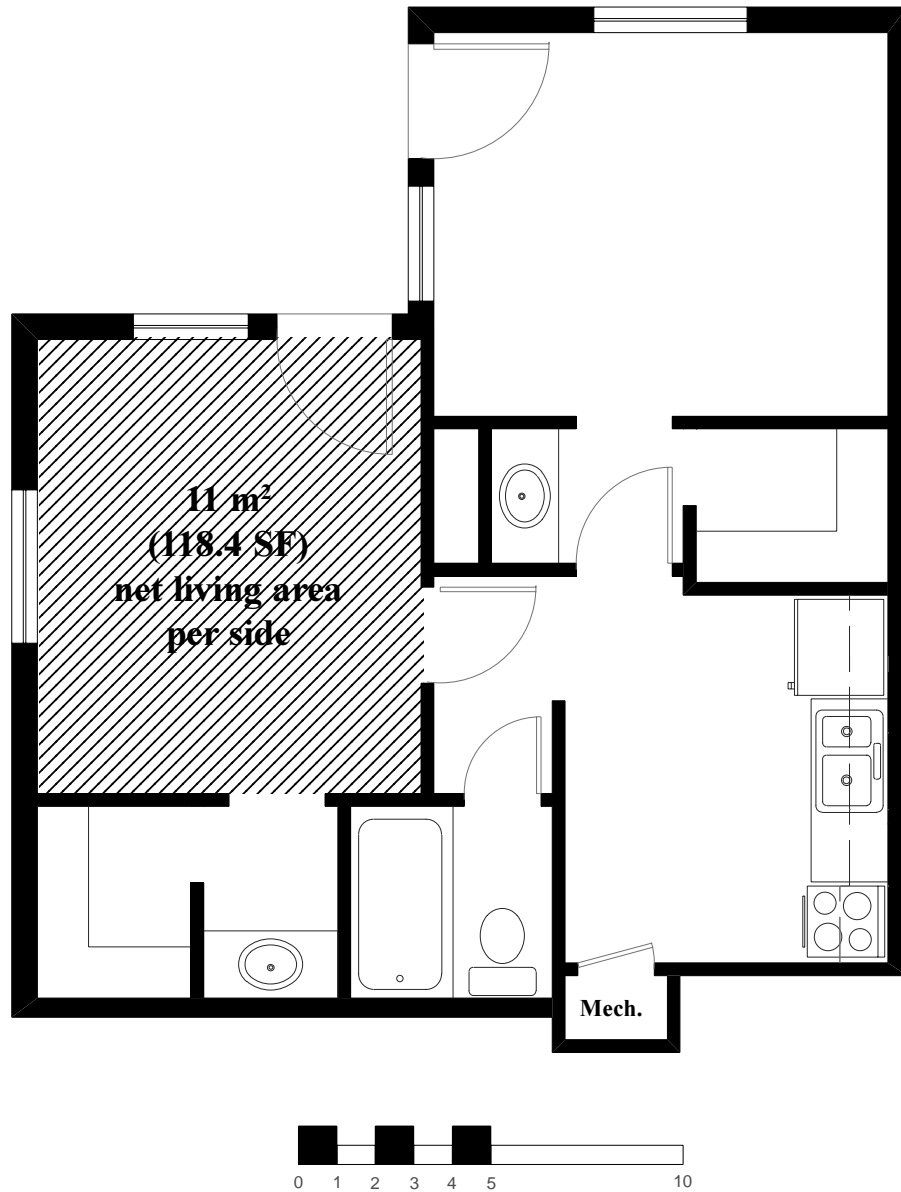 11 m²
(118.4 SF)
net living area
per side
Mech.
0 1 2 3 4 5 10